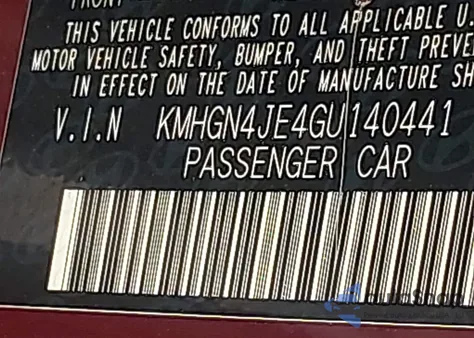 FRONT
THIS VEHICLE CONFORMS TO ALL APPLICABLE U
MOTOR VEHICLE SAFETY, BUMPER, AND THEFT PREVE
IN EFFECT ON THE DATE OF MANUFACTURE SH
V.I.N KMHGN4JE4GU140441
PASSENGER CAR